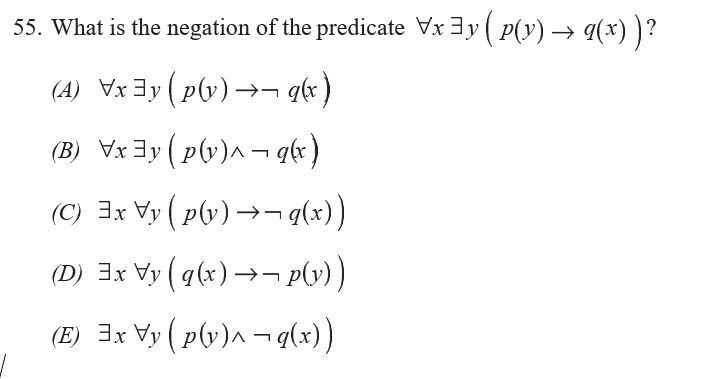 55. What is the negation of the predicate ∀x ∃y ( p(y) → q(x) )?
(A) ∀x ∃y ( p(y) →¬ q(x )
(B) ∀x ∃y ( p(y)∧ ¬ q(x )
(C) ∃x ∀y ( p(y) →¬ q(x) )
(D) ∃x ∀y ( q(x) →¬ p(y) )
(E) ∃x ∀y ( p(y)∧ ¬ q(x) )